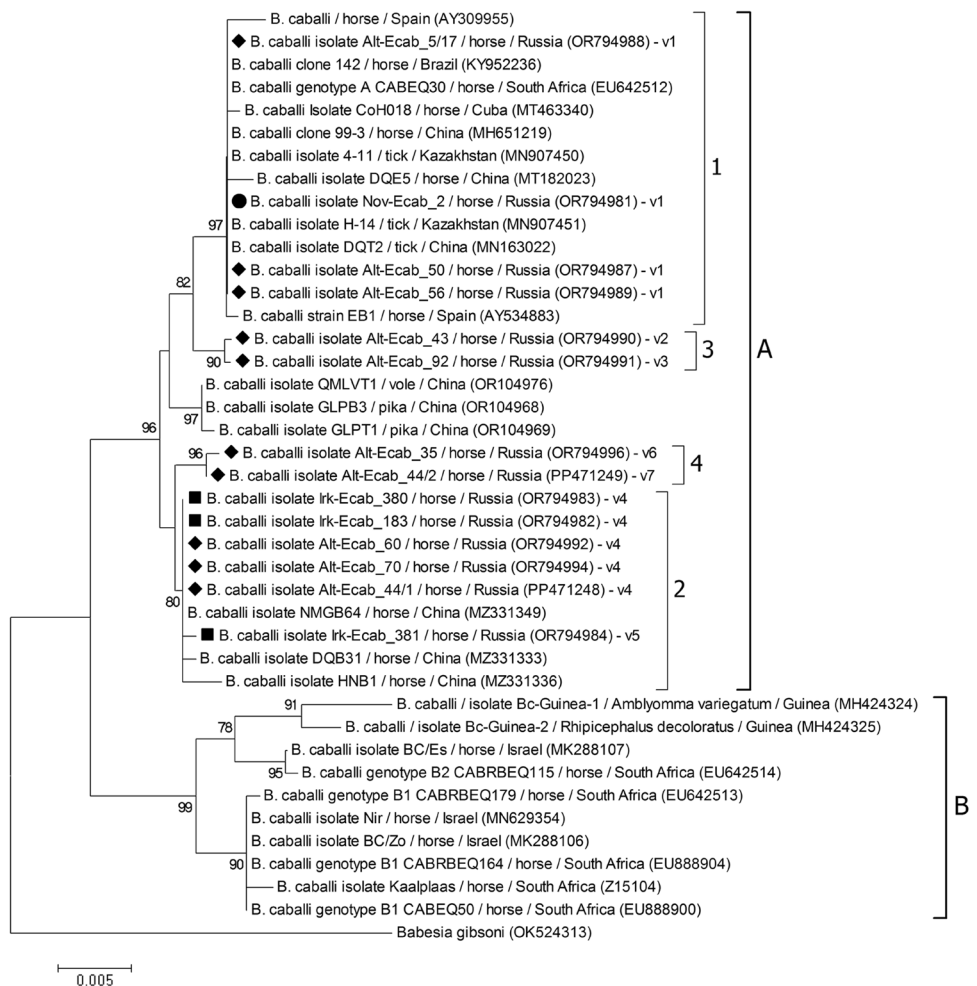 B. caballi / horse / Spain (AY309955)
B. caballi isolate Alt-Ecab_5/17 / horse / Russia (OR794988) - v1
B. caballi clone 142 / horse / Brazil (KY952236)
B. caballi genotype A CABEQ30 / horse / South Africa (EU642512)
B. caballi Isolate CoH018 / horse / Cuba (MT463340)
B. caballi clone 99-3 / horse / China (MH651219)
B. caballi isolate 4-11 / tick / Kazakhstan (MN907450)
1
B. caballi isolate DQE5 / horse / China (MT182023)
B. caballi isolate Nov-Ecab_2 / horse / Russia (OR794981) - v1
97
B. caballi isolate H-14 / tick / Kazakhstan (MN907451)
B. caballi isolate DQT2 / tick / China (MN163022)
B. caballi isolate Alt-Ecab_50 / horse / Russia (OR794987) - v1
82
B. caballi isolate Alt-Ecab_56 / horse / Russia (OR794989) - v1
B. caballi strain EB1 / horse / Spain (AY534883)
B. caballi isolate Alt-Ecab_43 / horse / Russia (OR794990) - v2
3
A
90
B. caballi isolate Alt-Ecab_92 / horse / Russia (OR794991) - v3
B. caballi isolate QMLVT1 / vole / China (OR104976)
B. caballi isolate GLPB3 / pika / China (OR104968)
97
96
B. caballi isolate GLPT1 / pika / China (OR104969)
96
B. caballi isolate Alt-Ecab_35 / horse / Russia (OR794996) - v6
4
B. caballi isolate Alt-Ecab_44/2 / horse / Russia (PP471249) - v7
B. caballi isolate Irk-Ecab_380 / horse / Russia (OR794983) - v4
B. caballi isolate Irk-Ecab_183 / horse / Russia (OR794982) - v4
B. caballi isolate Alt-Ecab_60 / horse / Russia (OR794992) - v4
B. caballi isolate Alt-Ecab_70 / horse / Russia (OR794994) - v4
B. caballi isolate Alt-Ecab_44/1 / horse / Russia (PP471248) - v4
2
80
B. caballi isolate NMGB64 / horse / China (MZ331349)
B. caballi isolate Irk-Ecab_381 / horse / Russia (OR794984) - v5
B. caballi isolate DQB31 / horse / China (MZ331333)
B. caballi isolate HNB1 / horse / China (MZ331336)
91
B. caballi / isolate Bc-Guinea-1 / Amblyomma variegatum / Guinea (MH424324)
78
B. caballi / isolate Bc-Guinea-2 / Rhipicephalus decoloratus / Guinea (MH424325)
B. caballi isolate BC/Es / horse / Israel (MK288107)
95
B. caballi genotype B2 CABRBEQ115 / horse / South Africa (EU642514)
B. caballi genotype B1 CABRBEQ179 / horse / South Africa (EU642513)
B
99
B. caballi isolate Nir / horse / Israel (MN629354)
B. caballi isolate BC/Zo / horse / Israel (MK288106)
90
B. caballi genotype B1 CABRBEQ164 / horse / South Africa (EU888904)
B. caballi isolate Kaalplaas / horse / South Africa (Z15104)
B. caballi genotype B1 CABEQ50 / horse / South Africa (EU888900)
Babesia gibsoni (OK524313)
0.005